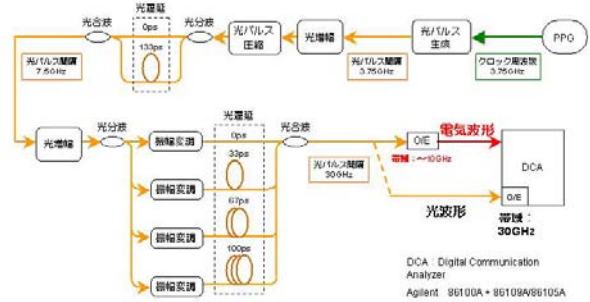 光遅延
光合波
0ps
光分波
133ps
光パルス
圧縮
光増幅
光パルス
生成
PPG
光パルス間隔
7.5GHz
光パルス間隔
3.75GHz
クロック周波数
3.75GHz
光遅延
光増幅
光分波
振幅変調
0ps
光合波
33ps
振幅変調
67ps
振幅変調
100ps
振幅変調
光パルス間隔
30GHz
O/E
電気波形
帯域:~10GHz
DCA
O/E
光波形
帯域:
30GHz
DCA : Digital Communication
Analyzer
Agilent 86100A + 86109A/86105A